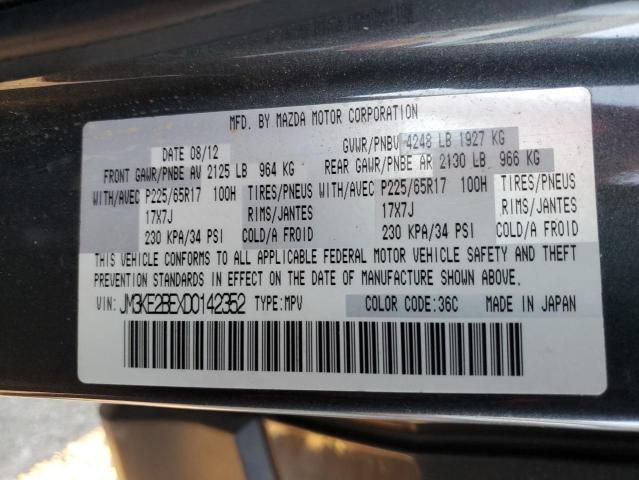 MFD. BY MAZDA MOTOR CORPORATION
DATE 08/12 GVWR/PNBV 4248 LB 1927 KG
FRONT GAWR/PNBE AV 2125 LB 964 KG REAR GAWR/PNBE AR 2130 LB 966 KG
WITH/AVEC P225/65R17 100H TIRES/PNEUS WITH/AVEC P225/65R17 100H TIRES/PNEUS
17X7J RIMS/JANTES 17X7J RIMS/JANTES
230 KPA/34 PSI COLD/A FROID 230 KPA/34 PSI COLD/A FROID
THIS VEHICLE CONFORMS TO ALL APPLICABLE FEDERAL MOTOR VEHICLE SAFETY AND THEFT
PREVENTION STANDARDS IN EFFECT ON THE DATE OF MANUFACTURE SHOWN ABOVE.
VIN: JM3KE2BEXD0142352 TYPE:MPV COLOR CODE:36C MADE IN JAPAN